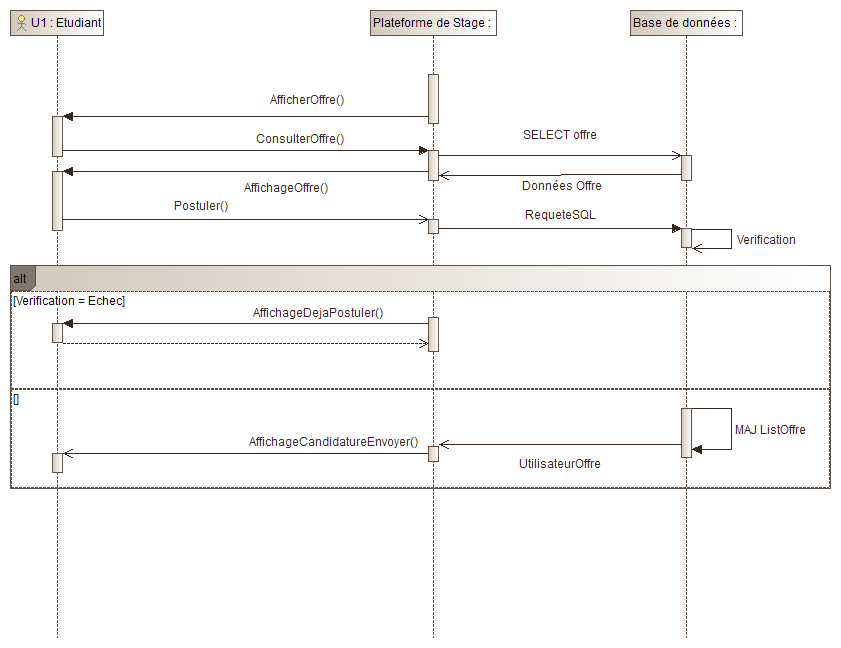 U1 : Etudiant
Plateforme de Stage :
Base de données :
AfficherOffre()
ConsulterOffre()
SELECT offre
AffichageOffre()
Données Offre
Postuler()
RequeteSQL
Verification
alt
[Verification = Echec]
AffichageDejaPostuler()
[]
MAJ ListOffre
AffichageCandidatureEnvoyer()
UtilisateurOffre